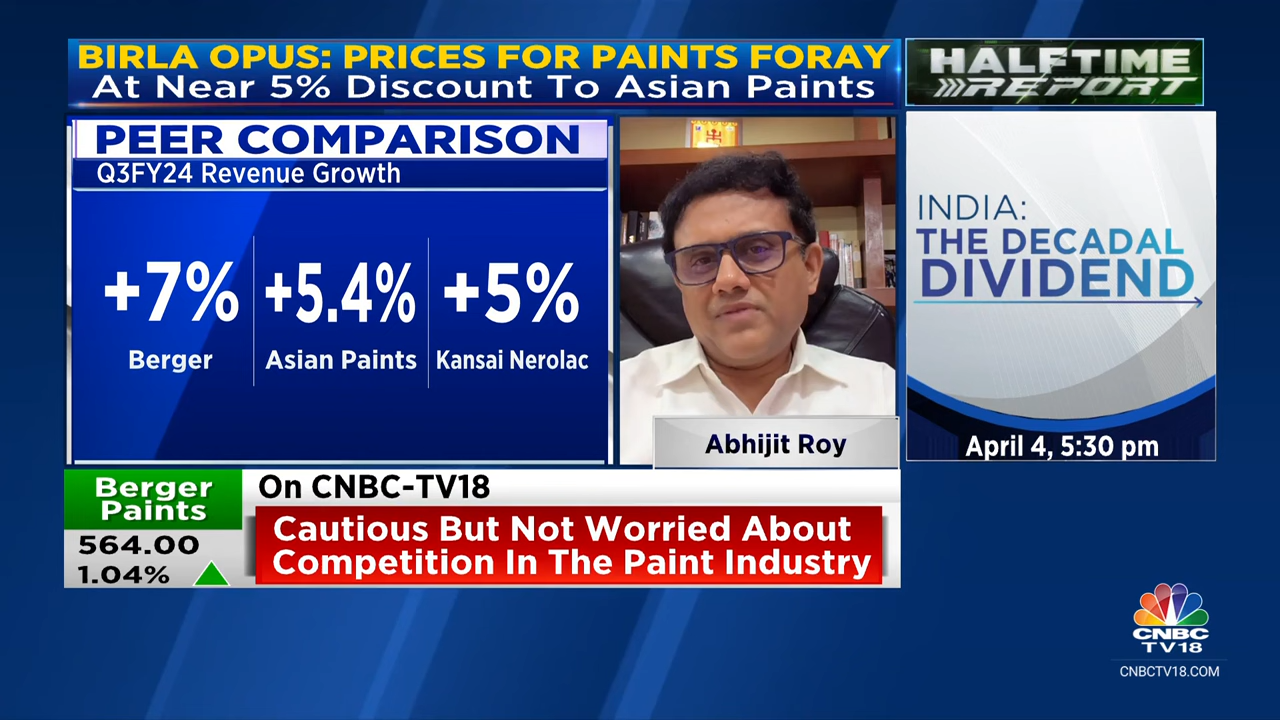 BIRLA OPUS: PRICES FOR PAINTS FORAY
At Near 5% Discount To Asian Paints
HALFTIME
REPORT
PEER COMPARISON
Q3FY24 Revenue Growth
+7%
Berger
+5.4%
Asian Paints
+5%
Kansai Nerolac
Abhijit Roy
INDIA:
THE DECADAL
DIVIDEND
April 4, 5:30 pm
Berger
Paints
564.00
1.04%
On CNBC-TV18
Cautious But Not Worried About
Competition In The Paint Industry
CNBC
TV18
CNBCTV18.COM